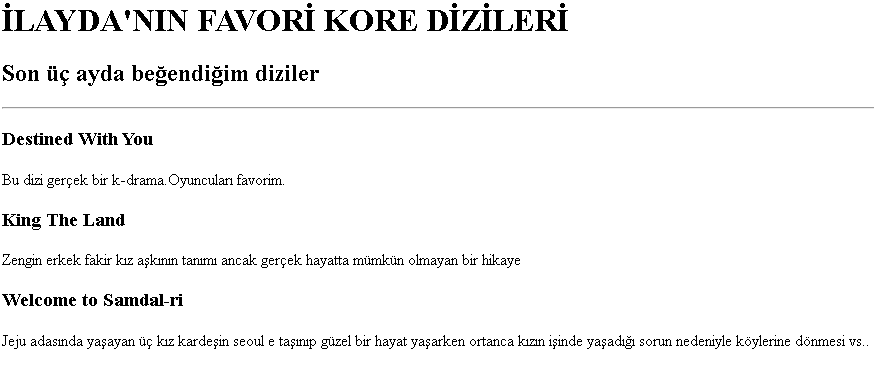 İLAYDA'NIN FAVORİ KORE DİZİLERİ
Son üç ayda beğendiğim diziler
Destined With You
Bu dizi gerçek bir k-drama.Oyuncuları favorim.
King The Land
Zengin erkek fakir kız aşkının tanımı ancak gerçek hayatta mümkün olmayan bir hikaye
Welcome to Samdal-ri
Jeju adasında yaşayan üç kız kardeşin seoul e taşınıp güzel bir hayat yaşarken ortanca kızın işinde yaşadığı sorun nedeniyle köylerine dönmesi vs..